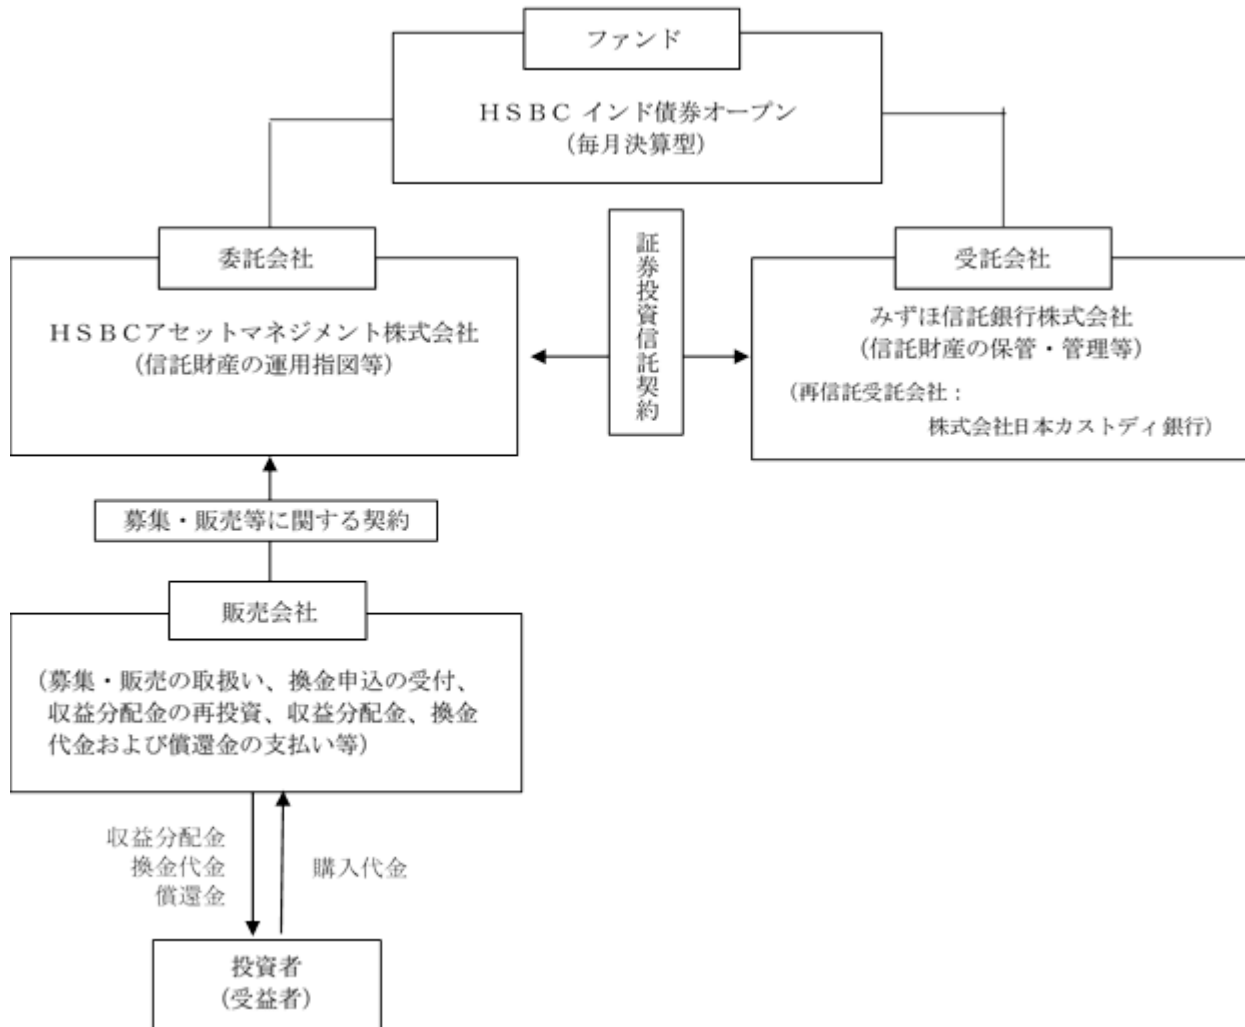 ファンド
ＨＳＢＣ インド債券オープン
（毎月決算型）
委託会社
ＨＳＢＣアセットマネジメント株式会社
（信託財産の運用指図等）
証券投資信託契約
受託会社
みずほ信託銀行株式会社
（信託財産の保管・管理等）
（再信託受託会社：
株式会社日本カストディ銀行）
募集・販売等に関する契約
販売会社
（募集・販売の取扱い、換金申込の受付、
収益分配金の再投資、収益分配金、換金
代金および償還金の支払い等）
収益分配金
換金代金
償還金
購入代金
投資者
（受益者）